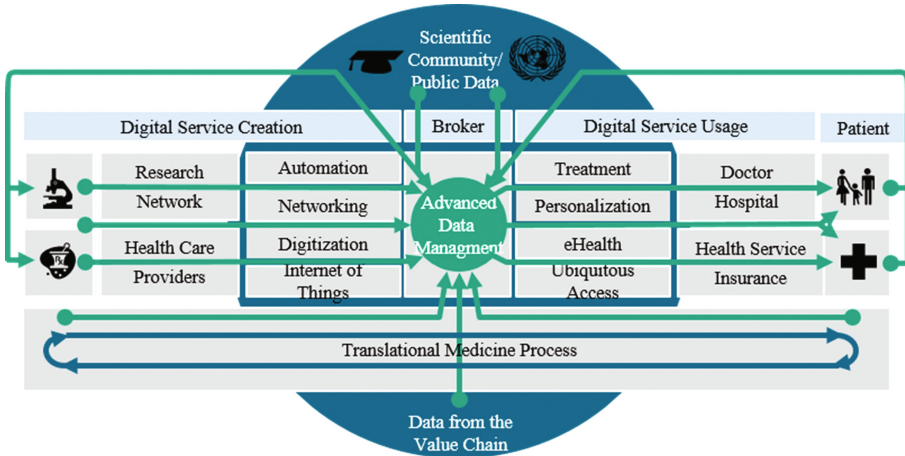 Scientific
Community/
Public Data
Digital Service Creation
Broker
Digital Service Usage
Patient
Research
Network
Automation
Networking
Advanced
Data
Managment
Treatment
Personalization
Doctor
Hospital
Health Care
Providers
Digitization
Internet of
Things
eHealth
Ubiquitous
Access
Health Service
Insurance
Translational Medicine Process
Data from the
Value Chain